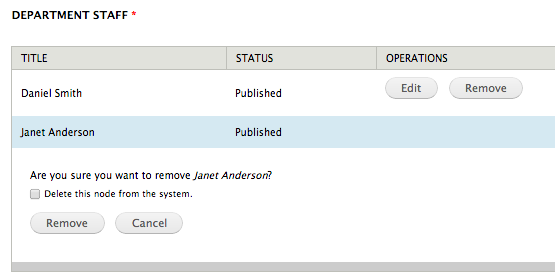 DEPARTMENT STAFF *
TITLE STATUS OPERATIONS
Daniel Smith Published Edit Remove
Janet Anderson Published
Are you sure you want to remove Janet Anderson?
Delete this node from the system.
Remove Cancel